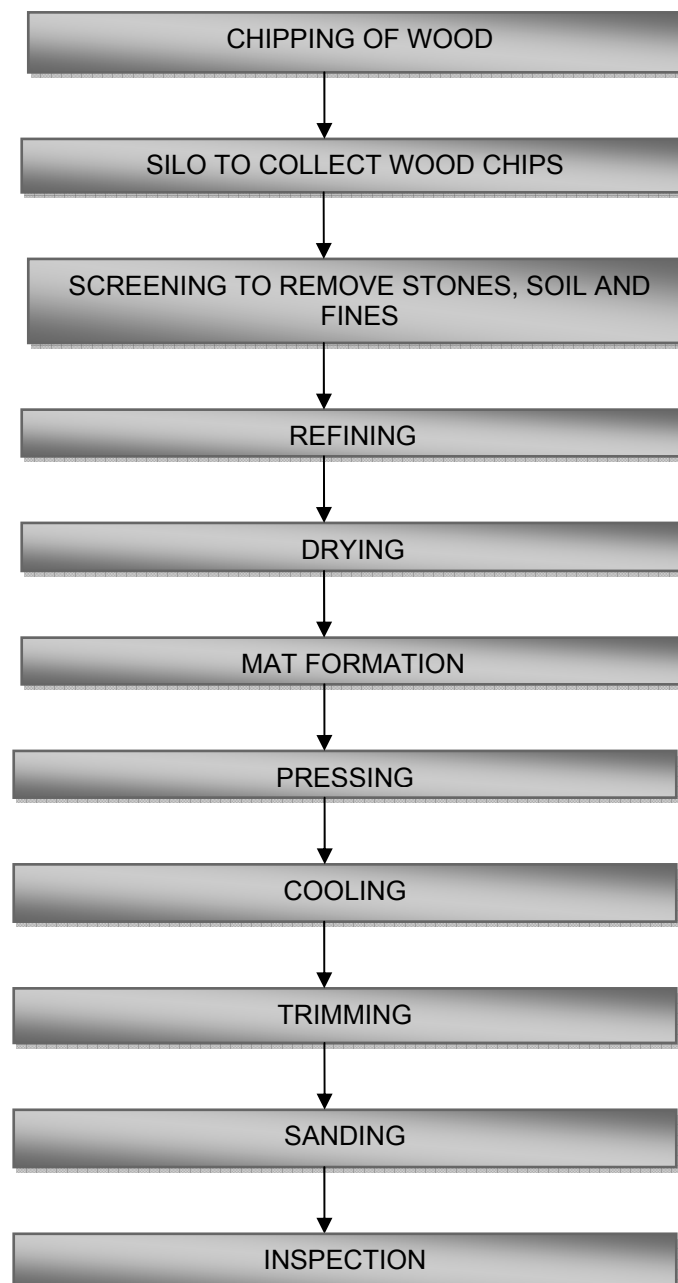 CHIPPING OF WOOD
SILO TO COLLECT WOOD CHIPS
SCREENING TO REMOVE STONES, SOIL AND
FINES
REFINING
DRYING
MAT FORMATION
PRESSING
COOLING
TRIMMING
SANDING
INSPECTION